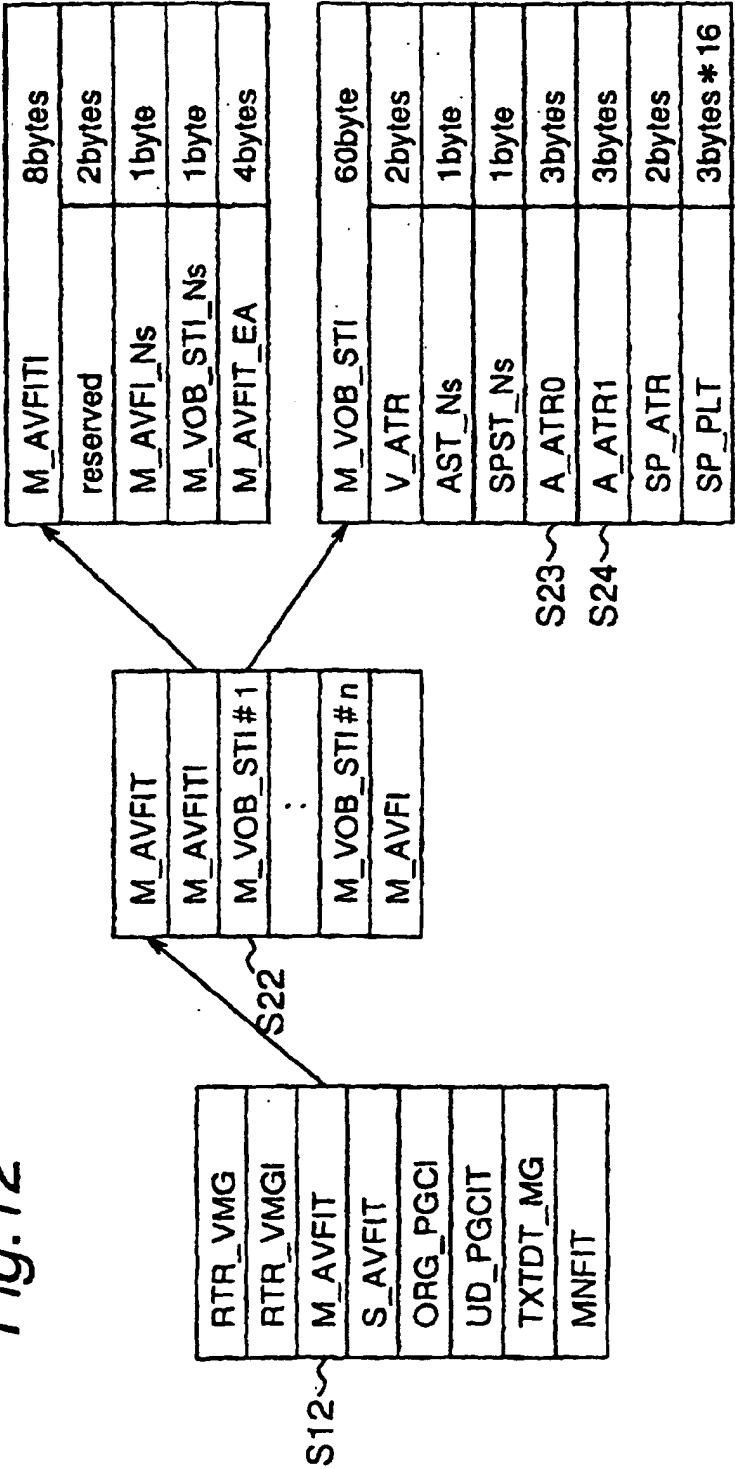 Fig.12
RTR_VMG
RTR_VMGI
S12 M_AVFIT
S_AVFIT
ORG_PGCI
UD_PGCIT
TXTDT_MG
MNFIT
M_AVFIT
M_AVFITI
S22 M_VOB_STI#1
:
M_VOB_STI#n
M_AVFI
M_AVFITI 8bytes
reserved 2bytes
M_AVFI_Ns 1byte
M_VOB_STI_Ns 1byte
M_AVFIT_EA 4bytes
M_VOB_STI 60byte
V_ATR 2bytes
AST_Ns 1byte
SPST_Ns 1byte
S23 A_ATR0 3bytes
S24 A_ATR1 3bytes
SP_ATR 2bytes
SP_PLT 3bytes*16